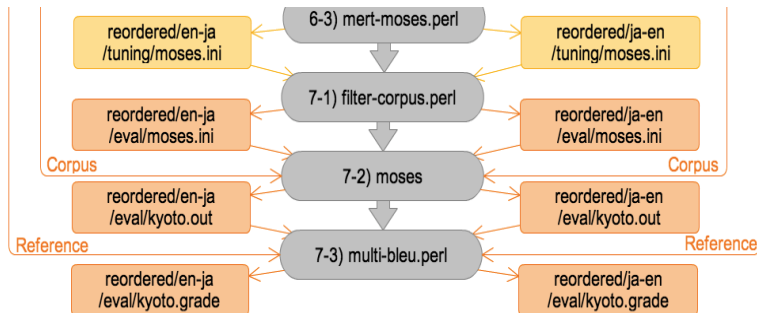 6-3) mert-moses.perl
reordered/en-ja
/tuning/moses.ini
reordered/ja-en
/tuning/moses.ini
7-1) filter-corpus.perl
reordered/en-ja
/eval/moses.ini
reordered/ja-en
/eval/moses.ini
Corpus
Corpus
7-2) moses
reordered/en-ja
/eval/kyoto.out
reordered/ja-en
/eval/kyoto.out
Reference
Reference
7-3) multi-bleu.perl
reordered/en-ja
/eval/kyoto.grade
reordered/ja-en
/eval/kyoto.grade